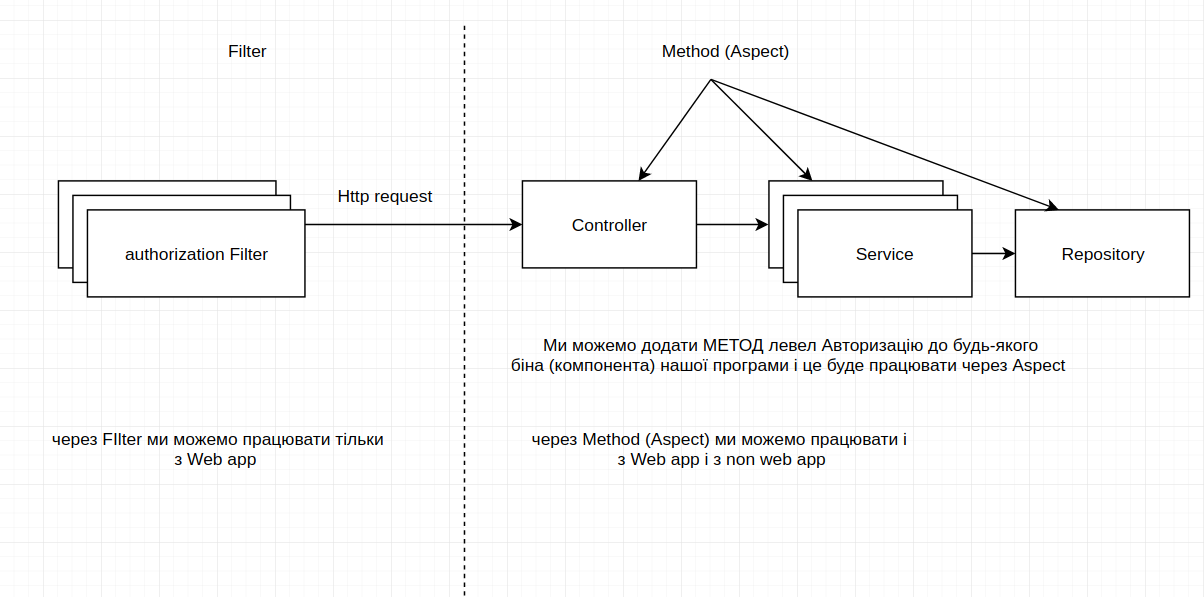 Filter
Method (Aspect)
Http request
authorization Filter
Controller
Service
Repository
Ми можемо додати МЕТОД левел Авторизацію до будь-якого
біна (компонента) нашої програми і це буде працювати через Aspect
через FIlter ми можемо працювати тільки
з Web app
через Method (Aspect) ми можемо працювати і
з Web app і з non web app